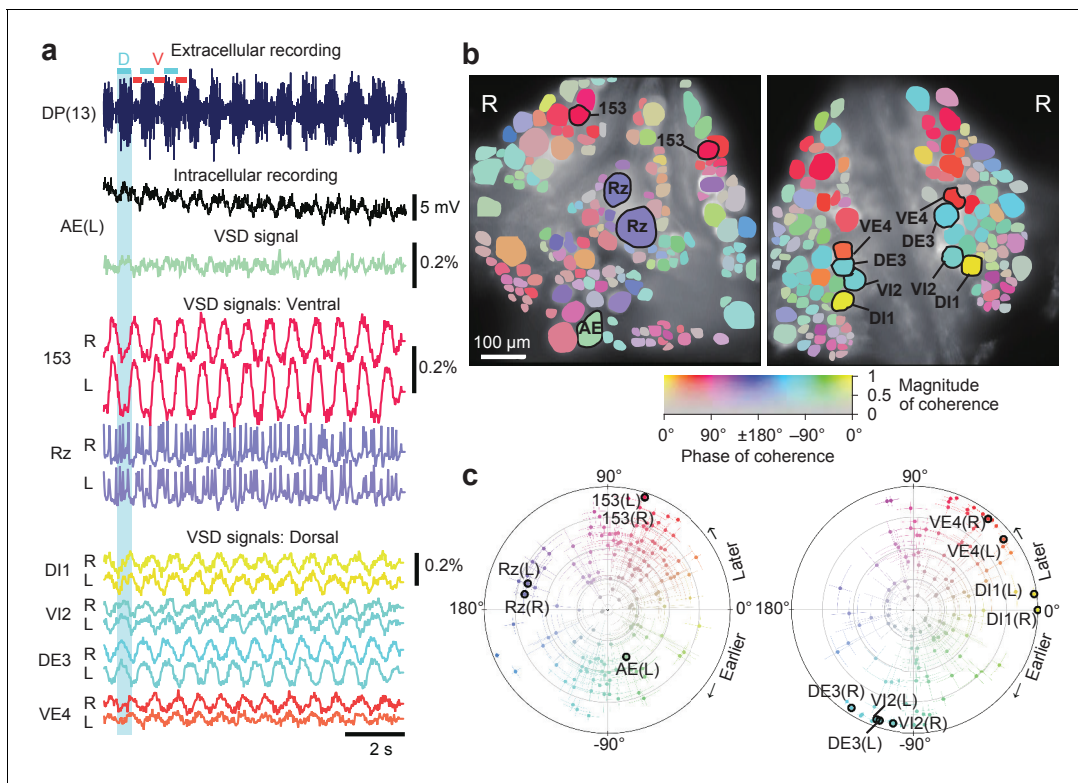 a
D
V
Extracellular recording
DP(13)
Intracellular recording
AE(L)
5 mV
VSD signal
0.2%
VSD signals: Ventral
153
R
L
0.2%
Rz
R
L
VSD signals: Dorsal
DI1
R
L
0.2%
VI2
R
L
DE3
R
L
VE4
R
L
2 s
b
R
153
153
Rz
Rz
AE
100 µm
R
VE4
DE3
VE4
DE3
VI2
VI2
DI1
DI1
1
0.5
0
Magnitude
of coherence
0° 90° ±180° –90° 0°
Phase of coherence
c
90°
153(L)
153(R)
Rz(L)
Rz(R)
180°
0°
AE(L)
-90°
Later →
← Earlier
90°
VE4(R)
VE4(L)
DI1(L)
180°
0°
DI1(R)
DE3(R)
VI2(L)
VI2(R)
DE3(L)
-90°
← Later
← Earlier